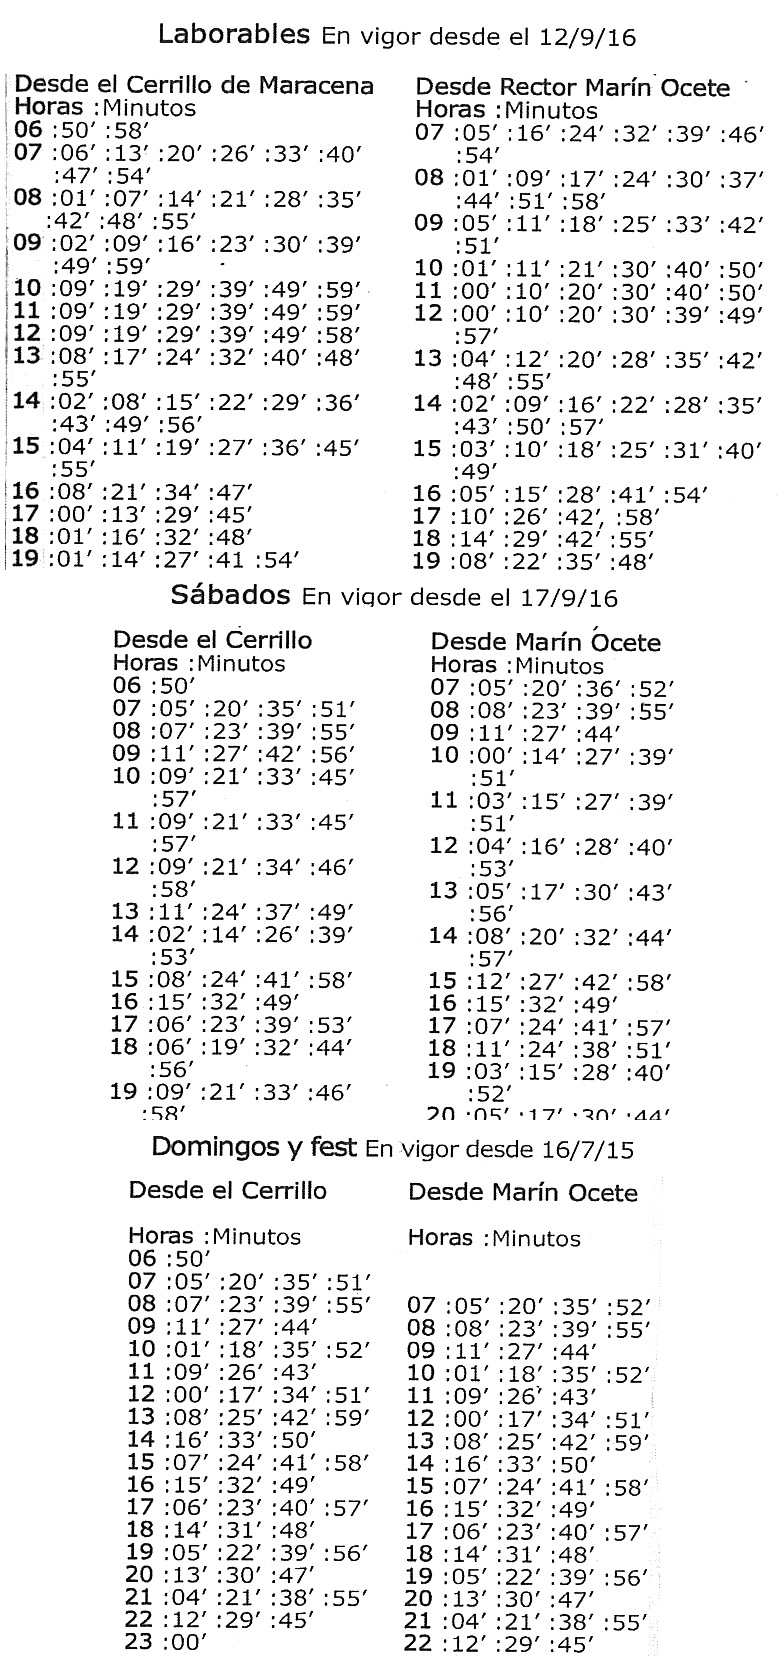 Laborables En vigor desde el 12/9/16
Desde el Cerrillo de Maracena
Horas :Minutos
06 :50′ :58′
07 :06′ :13′ :20′ :26′ :33′ :40′
:47′ :54′
08 :01′ :07′ :14′ :21′ :28′ :35′
:42′ :48′ :55′
09 :02′ :09′ :16′ :23′ :30′ :39′
:49′ :59′
10 :09′ :19′ :29′ :39′ :49′ :59′
11 :09′ :19′ :29′ :39′ :49′ :59′
12 :09′ :19′ :29′ :39′ :49′ :58′
13 :08′ :17′ :24′ :32′ :40′ :48′
:55′
14 :02′ :08′ :15′ :22′ :29′ :36′
:43′ :49′ :56′
15 :04′ :11′ :19′ :27′ :36′ :45′
:55′
16 :08′ :21′ :34′ :47′
17 :00′ :13′ :29′ :45′
18 :01′ :16′ :32′ :48′
19 :01′ :14′ :27′ :41 :54′
Desde Rector Marín Ocete
Horas :Minutos
07 :05′ :16′ :24′ :32′ :39′ :46′
:54′
08 :01′ :09′ :17′ :24′ :30′ :37′
:44′ :51′ :58′
09 :05′ :11′ :18′ :25′ :33′ :42′
:51′
10 :01′ :11′ :21′ :30′ :40′ :50′
11 :00′ :10′ :20′ :30′ :40′ :50′
12 :00′ :10′ :20′ :30′ :39′ :49′
:57′
13 :04′ :12′ :20′ :28′ :35′ :42′
:48′ :55′
14 :02′ :09′ :16′ :22′ :28′ :35′
:43′ :50′ :57′
15 :03′ :10′ :18′ :25′ :31′ :40′
:49′
16 :05′ :15′ :28′ :41′ :54′
17 :10′ :26′ :42′, :58′
18 :14′ :29′ :42′ :55′
19 :08′ :22′ :35′ :48′
Sábados En vigor desde el 17/9/16
Desde el Cerrillo
Horas :Minutos
06 :50′
07 :05′ :20′ :35′ :51′
08 :07′ :23′ :39′ :55′
09 :11′ :27′ :42′ :56′
10 :09′ :21′ :33′ :45′
:57′
11 :09′ :21′ :33′ :45′
:57′
12 :09′ :21′ :34′ :46′
:58′
13 :11′ :24′ :37′ :49′
14 :02′ :14′ :26′ :39′
:53′
15 :08′ :24′ :41′ :58′
16 :15′ :32′ :49′
17 :06′ :23′ :39′ :53′
18 :06′ :19′ :32′ :44′
:56′
19 :09′ :21′ :33′ :46′
:58′
Desde Marín Ocete
Horas :Minutos
07 :05′ :20′ :36′ :52′
08 :08′ :23′ :39′ :55′
09 :11′ :27′ :44′
10 :00′ :14′ :27′ :39′
:51′
11 :03′ :15′ :27′ :39′
:51′
12 :04′ :16′ :28′ :40′
:53′
13 :05′ :17′ :30′ :43′
:56′
14 :08′ :20′ :32′ :44′
:57′
15 :12′ :27′ :42′ :58′
16 :15′ :32′ :49′
17 :07′ :24′ :41′ :57′
18 :11′ :24′ :38′ :51′
19 :03′ :15′ :28′ :40′
:52′
20 :05′ :17′ :30′ :44′
Domingos y fest En vigor desde 16/7/15
Desde el Cerrillo
Horas :Minutos
06 :50′
07 :05′ :20′ :35′ :51′
08 :07′ :23′ :39′ :55′
09 :11′ :27′ :44′
10 :01′ :18′ :35′ :52′
11 :09′ :26′ :43′
12 :00′ :17′ :34′ :51′
13 :08′ :25′ :42′ :59′
14 :16′ :33′ :50′
15 :07′ :24′ :41′ :58′
16 :15′ :32′ :49′
17 :06′ :23′ :40′ :57′
18 :14′ :31′ :48′
19 :05′ :22′ :39′ :56′
20 :13′ :30′ :47′
21 :04′ :21′ :38′ :55′
22 :12′ :29′ :45′
23 :00′
Desde Marín Ocete
Horas :Minutos
07 :05′ :20′ :35′ :52′
08 :08′ :23′ :39′ :55′
09 :11′ :27′ :44′
10 :01′ :18′ :35′ :52′
11 :09′ :26′ :43′
12 :00′ :17′ :34′ :51′
13 :08′ :25′ :42′ :59′
14 :16′ :33′ :50′
15 :07′ :24′ :41′ :58′
16 :15′ :32′ :49′
17 :06′ :23′ :40′ :57′
18 :14′ :31′ :48′
19 :05′ :22′ :39′ :56′
20 :13′ :30′ :47′
21 :04′ :21′ :38′ :55′
22 :12′ :29′ :45′